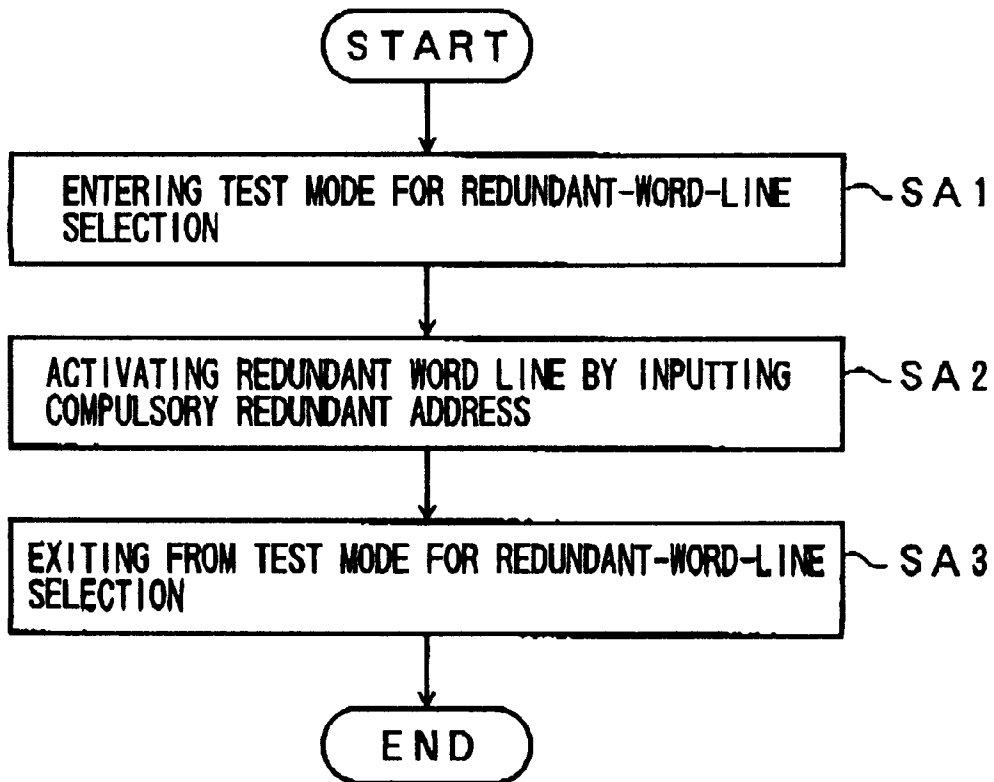 START
ENTERING TEST MODE FOR REDUNDANT-WORD-LINE
SELECTION
SA1
ACTIVATING REDUNDANT WORD LINE BY INPUTTING
COMPULSORY REDUNDANT ADDRESS
SA2
EXITING FROM TEST MODE FOR REDUNDANT-WORD-LINE
SELECTION
SA3
END